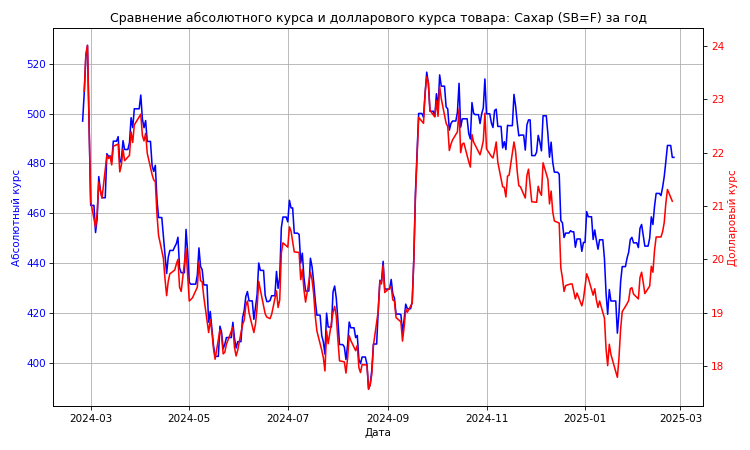 Сравнение абсолютного курса и долларового курса товара: Сахар (SB=F) за год
520
500
480
460
440
420
400
Абсолютный курс
24
23
22
21
20
19
18
Долларовый курс
2024-03 2024-05 2024-07 2024-09 2024-11 2025-01 2025-03
Дата